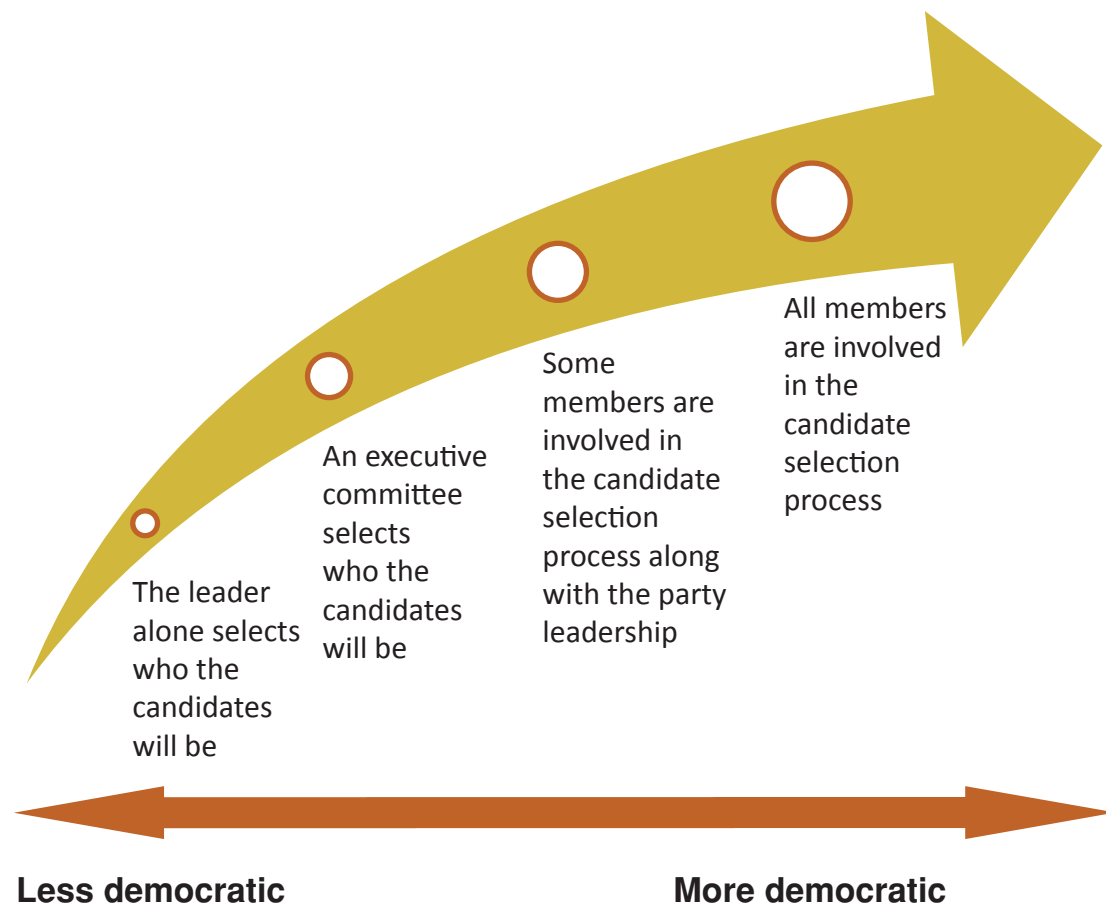 The leader
alone selects
who the
candidates
will be
An executive
committee
selects
who the
candidates
will be
Some
members are
involved in
the candidate
selection
process along
with the party
leadership
All members
are involved
in the
candidate
selection
process
Less democratic
More democratic